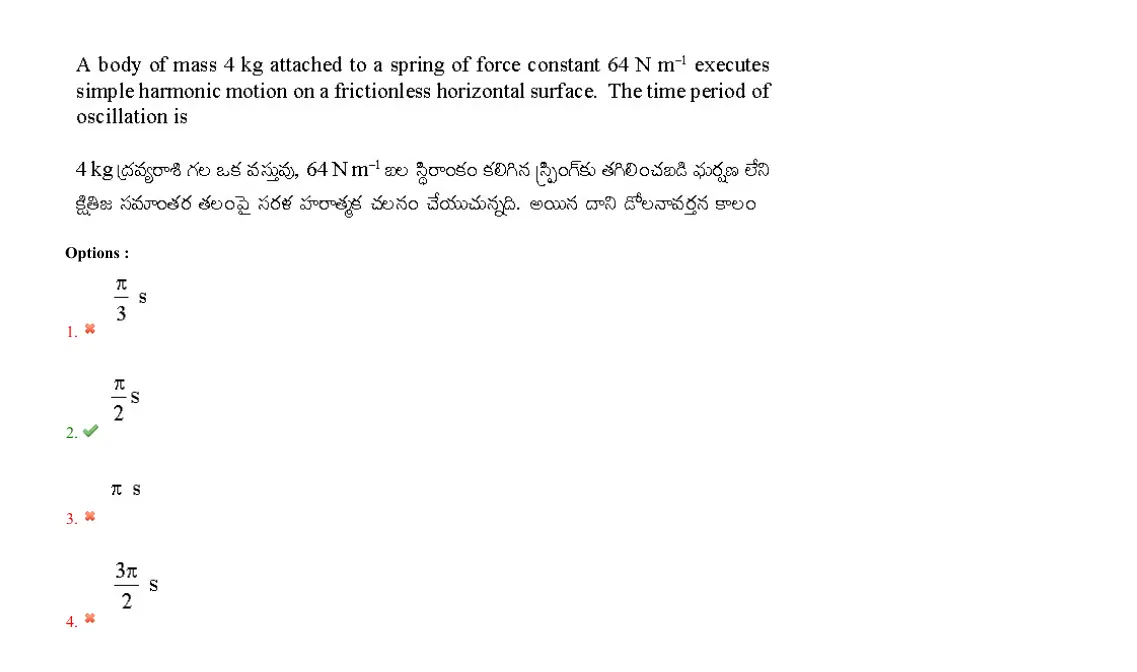 A body of mass 4 kg attached to a spring of force constant 64 N m⁻¹ executes
simple harmonic motion on a frictionless horizontal surface. The time period of
oscillation is
4 kg ద్రవ్యరాశి గల ఒక వస్తువు, 64 N m⁻¹ బల స్థిరాంకం కలిగిన స్ప్రింగ్‌కు తగిలించబడి ఘర్షణ లేని
క్షితిజ సమాంతర తలంపై సరళ హరాత్మక చలనం చేయుచున్నది. అయిన దాని డోలనావర్తన కాలం
Options :
1. π/3 s
2. π/2 s
3. π s
4. 3π/2 s